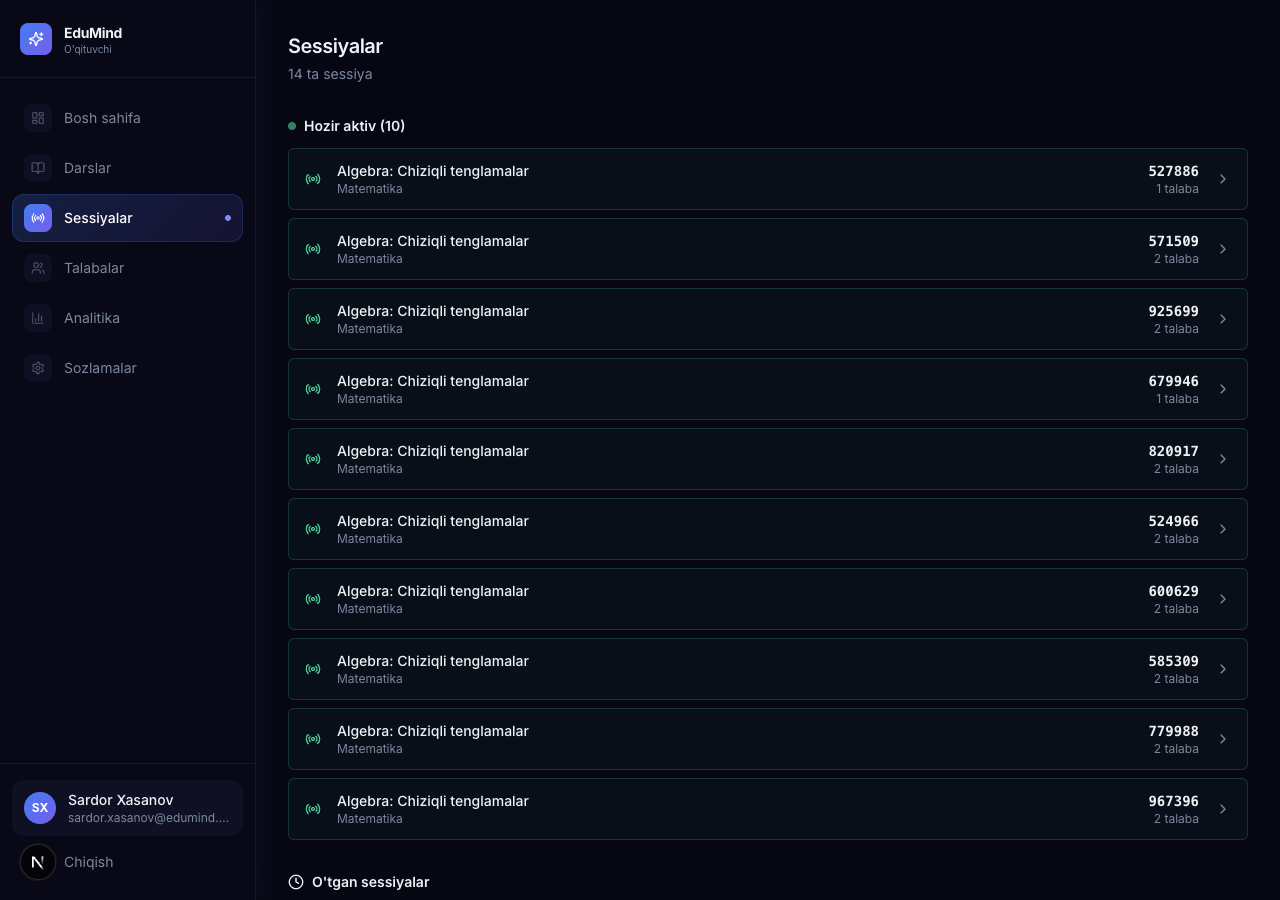 EduMind
O'qituvchi
Bosh sahifa
Darslar
Sessiyalar
Talabalar
Analitika
Sozlamalar
SX
Sardor Xasanov
sardor.xasanov@edumind....
N
Chiqish
Sessiyalar
14 ta sessiya
Hozir aktiv (10)
Algebra: Chiziqli tenglamalar 527886
Matematika 1 talaba
Algebra: Chiziqli tenglamalar 571509
Matematika 2 talaba
Algebra: Chiziqli tenglamalar 925699
Matematika 2 talaba
Algebra: Chiziqli tenglamalar 679946
Matematika 1 talaba
Algebra: Chiziqli tenglamalar 820917
Matematika 2 talaba
Algebra: Chiziqli tenglamalar 524966
Matematika 2 talaba
Algebra: Chiziqli tenglamalar 600629
Matematika 2 talaba
Algebra: Chiziqli tenglamalar 585309
Matematika 2 talaba
Algebra: Chiziqli tenglamalar 779988
Matematika 2 talaba
Algebra: Chiziqli tenglamalar 967396
Matematika 2 talaba
O'tgan sessiyalar